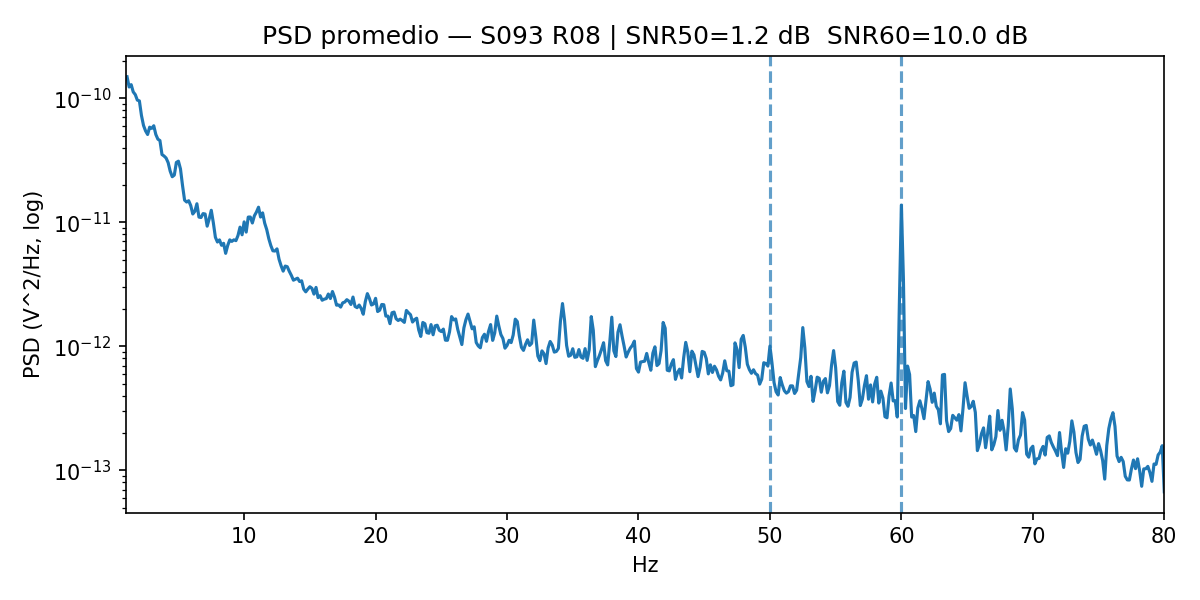 PSD promedio — S093 R08 | SNR50=1.2 dB  SNR60=10.0 dB
PSD (V^2/Hz, log)
10⁻¹⁰
10⁻¹¹
10⁻¹²
10⁻¹³
10 20 30 40 50 60 70 80
Hz